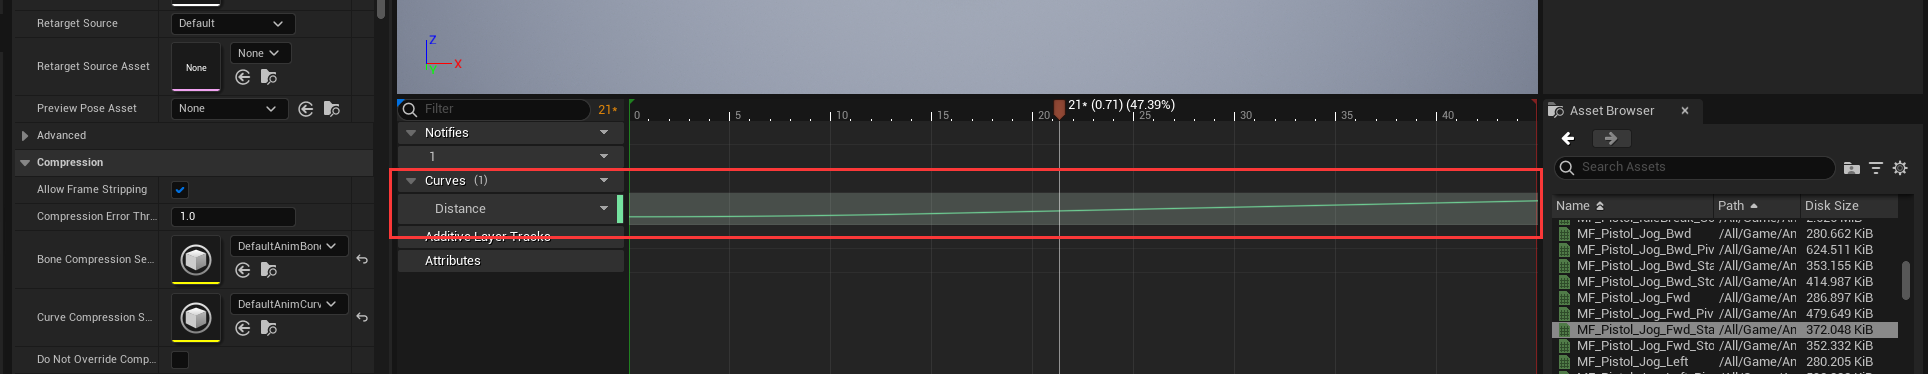 Retarget Source
Default
Retarget Source Asset
None
None
Preview Pose Asset
None
Advanced
Compression
Allow Frame Stripping
Compression Error Thr...
1.0
Bone Compression Se...
DefaultAnimBone
Curve Compression S...
DefaultAnimCurv
Do Not Override Comp...
Z
X
Y
Filter
21*
21* (0.71) (47.39%)
0 5 10 15 20 25 30 35 40
Notifies
1
Curves (1)
Distance
Additive Layer Tracks
Attributes
Asset Browser
Search Assets
Name Path Disk Size
MF_Pistol_Jog_Bwd /All/Game/An 280.662 KiB
MF_Pistol_Jog_Bwd_Piv /All/Game/An 624.511 KiB
MF_Pistol_Jog_Bwd_Sta /All/Game/An 353.155 KiB
MF_Pistol_Jog_Bwd_Sto /All/Game/An 414.987 KiB
MF_Pistol_Jog_Fwd /All/Game/An 286.897 KiB
MF_Pistol_Jog_Fwd_Piv /All/Game/An 479.649 KiB
MF_Pistol_Jog_Fwd_Sta /All/Game/An 372.048 KiB
MF_Pistol_Jog_Fwd_Sto /All/Game/An 352.332 KiB
MF_Pistol_Jog_Left /All/Game/An 280.205 KiB